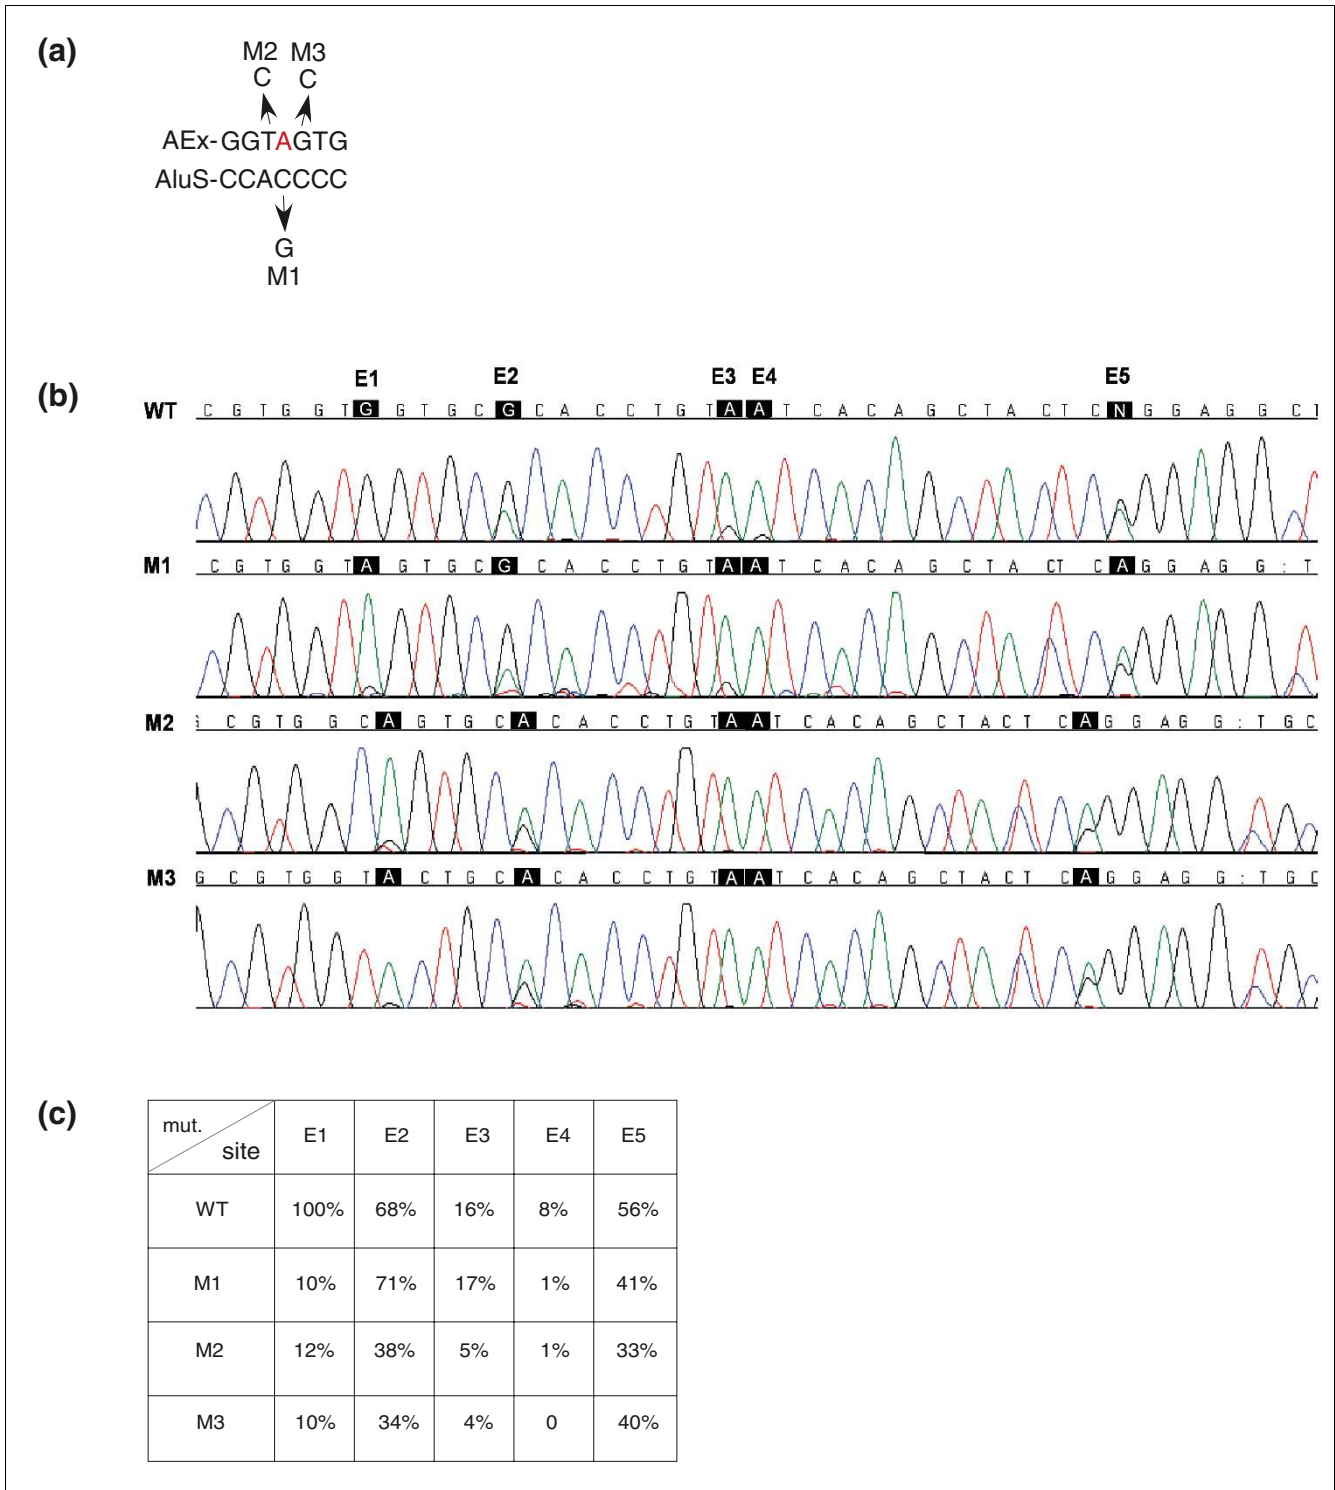 (a)
M2 M3
C C
AEx-GGTAGTG
AluS-CCACCCC
G
M1
(b)
E1 E2 E3 E4 E5
WT C G T G G T G G T G C G C A C C T G T A A T C A C A G C T A C T C N G G A G G C T
M1 C G T G G T A G T G C G C A C C T G T A A T C A C A G C T A C T C A G G A G G : T
M2 G C G T G G C A G T G C A C A C C T G T A A T C A C A G C T A C T C A G G A G G : T G C
M3 G C G T G G T A C T G C A C A C C T G T A A T C A C A G C T A C T C A G G A G G : T G C
(c)
mut. site E1 E2 E3 E4 E5
WT 100% 68% 16% 8% 56%
M1 10% 71% 17% 1% 41%
M2 12% 38% 5% 1% 33%
M3 10% 34% 4% 0 40%